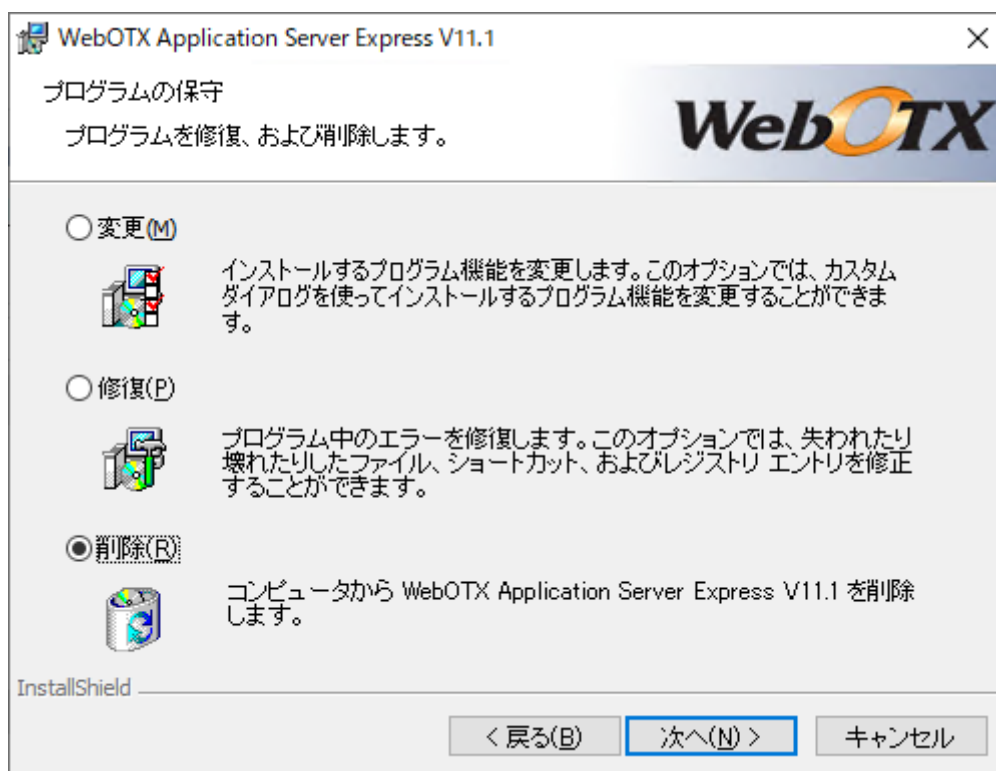 WebOTX Application Server Express V11.1
プログラムの保守
プログラムを修復、および削除します。
WebOTX
変更(M)
インストールするプログラム機能を変更します。このオプションでは、カスタム
ダイアログを使ってインストールするプログラム機能を変更することができま
す。
修復(P)
プログラム中のエラーを修復します。このオプションでは、失われたり
壊れたりしたファイル、ショートカット、およびレジストリ エントリを修正
することができます。
削除(R)
コンピュータから WebOTX Application Server Express V11.1 を削除
します。
InstallShield
< 戻る(B)
次へ(N) >
キャンセル